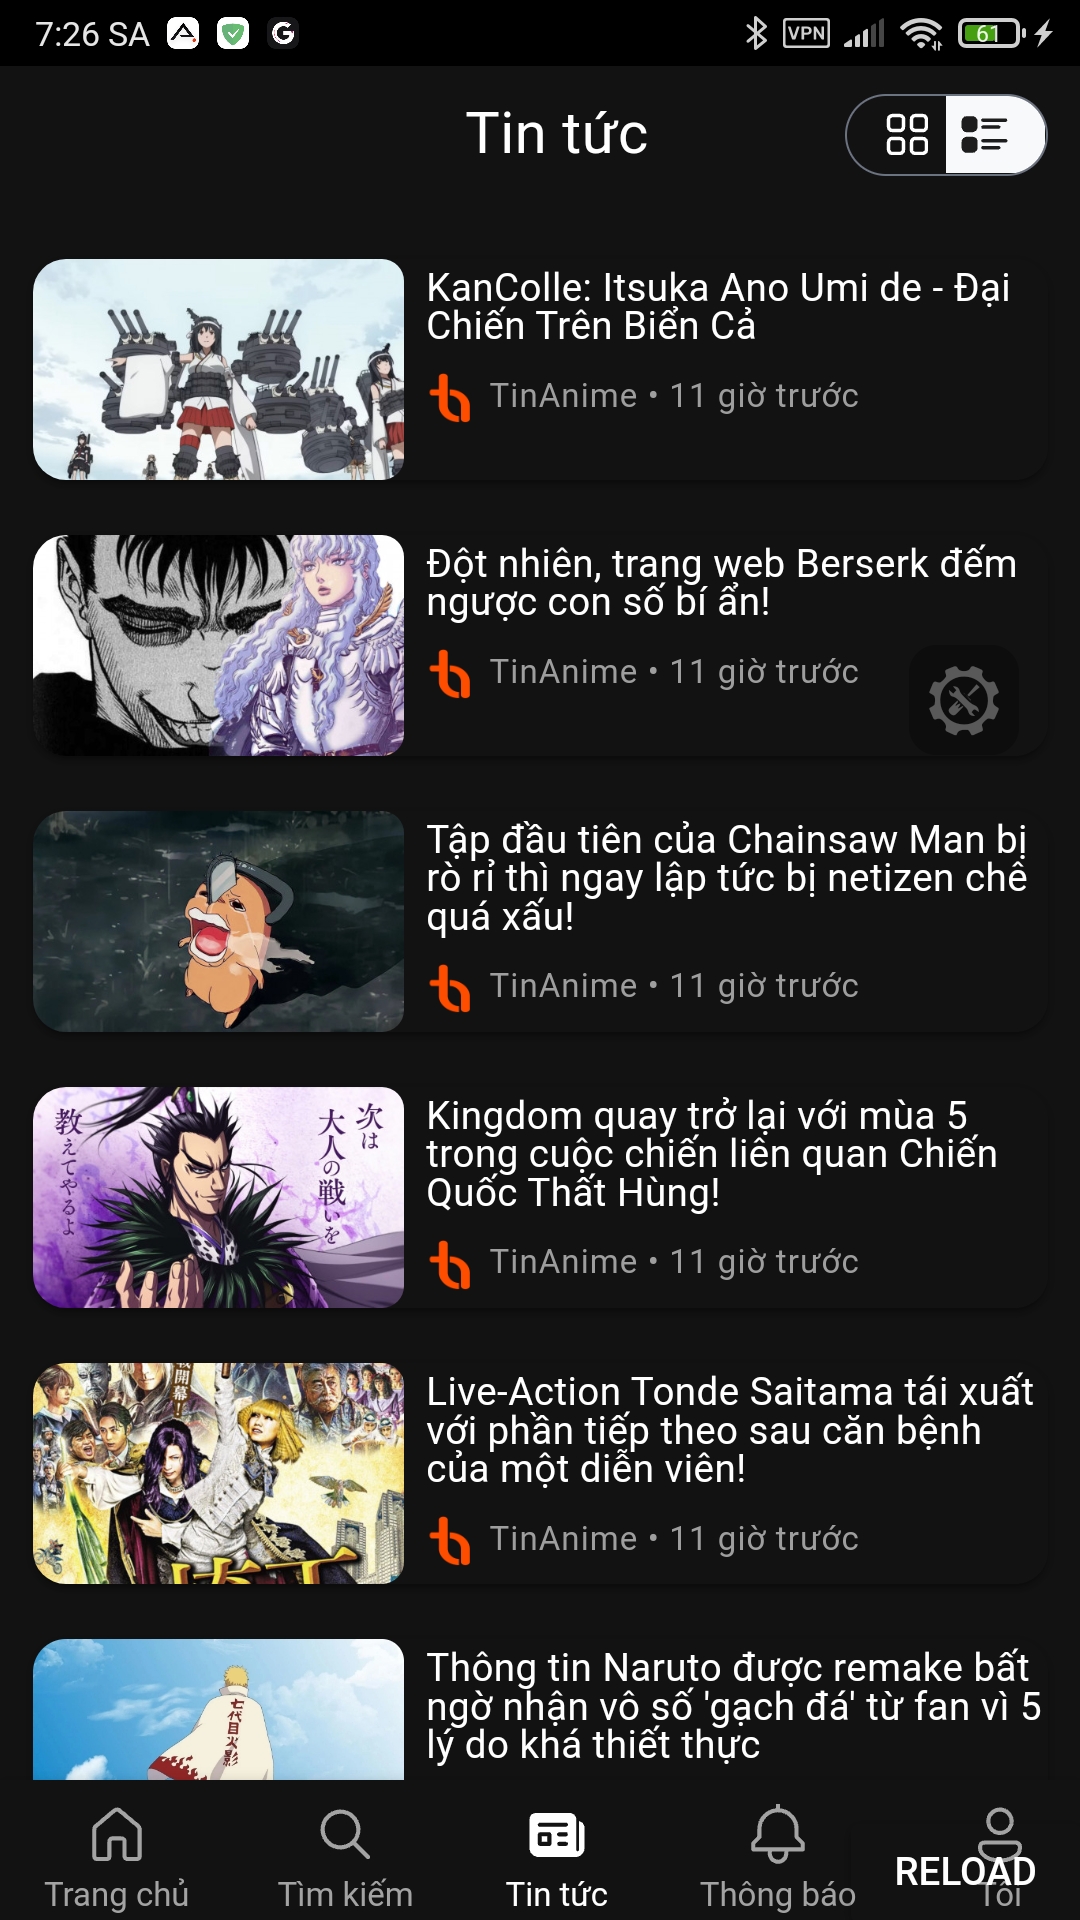 7:26 SA
VPN
61
Tin tức
KanColle: Itsuka Ano Umi de - Đại
Chiến Trên Biển Cả
TinAnime • 11 giờ trước
Đột nhiên, trang web Berserk đếm
ngược con số bí ẩn!
TinAnime • 11 giờ trước
Tập đầu tiên của Chainsaw Man bị
rò rỉ thì ngay lập tức bị netizen chê
quá xấu!
TinAnime • 11 giờ trước
次は
大人の戦いを
教えてやるよ
Kingdom quay trở lại với mùa 5
trong cuộc chiến liên quan Chiến
Quốc Thất Hùng!
TinAnime • 11 giờ trước
開幕!
Live-Action Tonde Saitama tái xuất
với phần tiếp theo sau căn bệnh
của một diễn viên!
TinAnime • 11 giờ trước
七代目火影
Thông tin Naruto được remake bất
ngờ nhận vô số 'gạch đá' từ fan vì 5
lý do khá thiết thực
Trang chủ
Tìm kiếm
Tin tức
Thông báo
Tôi
RELOAD